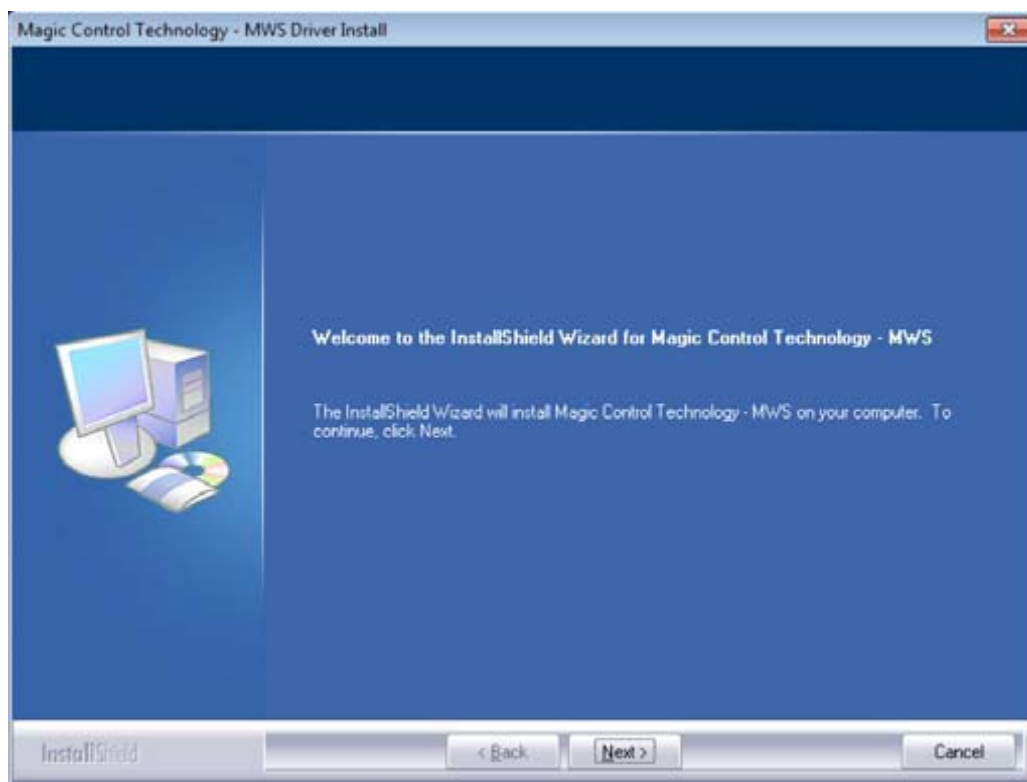 Magic Control Technology - MWS Driver Install
Welcome to the InstallShield Wizard for Magic Control Technology - MWS
The InstallShield Wizard will install Magic Control Technology - MWS on your computer. To
continue, click Next.
InstallShield
< Back
Next >
Cancel